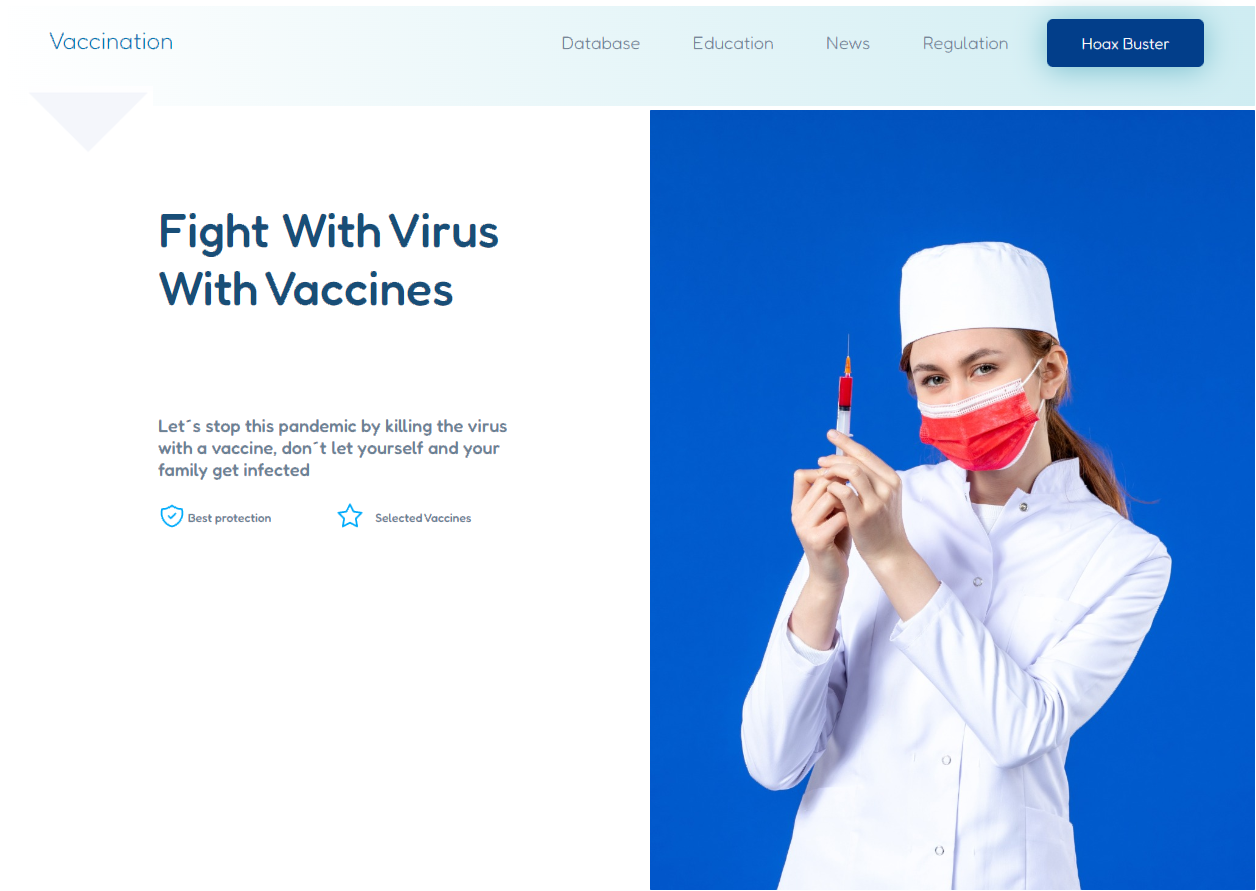 Vaccination
Database Education News Regulation Hoax Buster
Fight With Virus
With Vaccines
Let´s stop this pandemic by killing the virus
with a vaccine, don´t let yourself and your
family get infected
Best protection Selected Vaccines